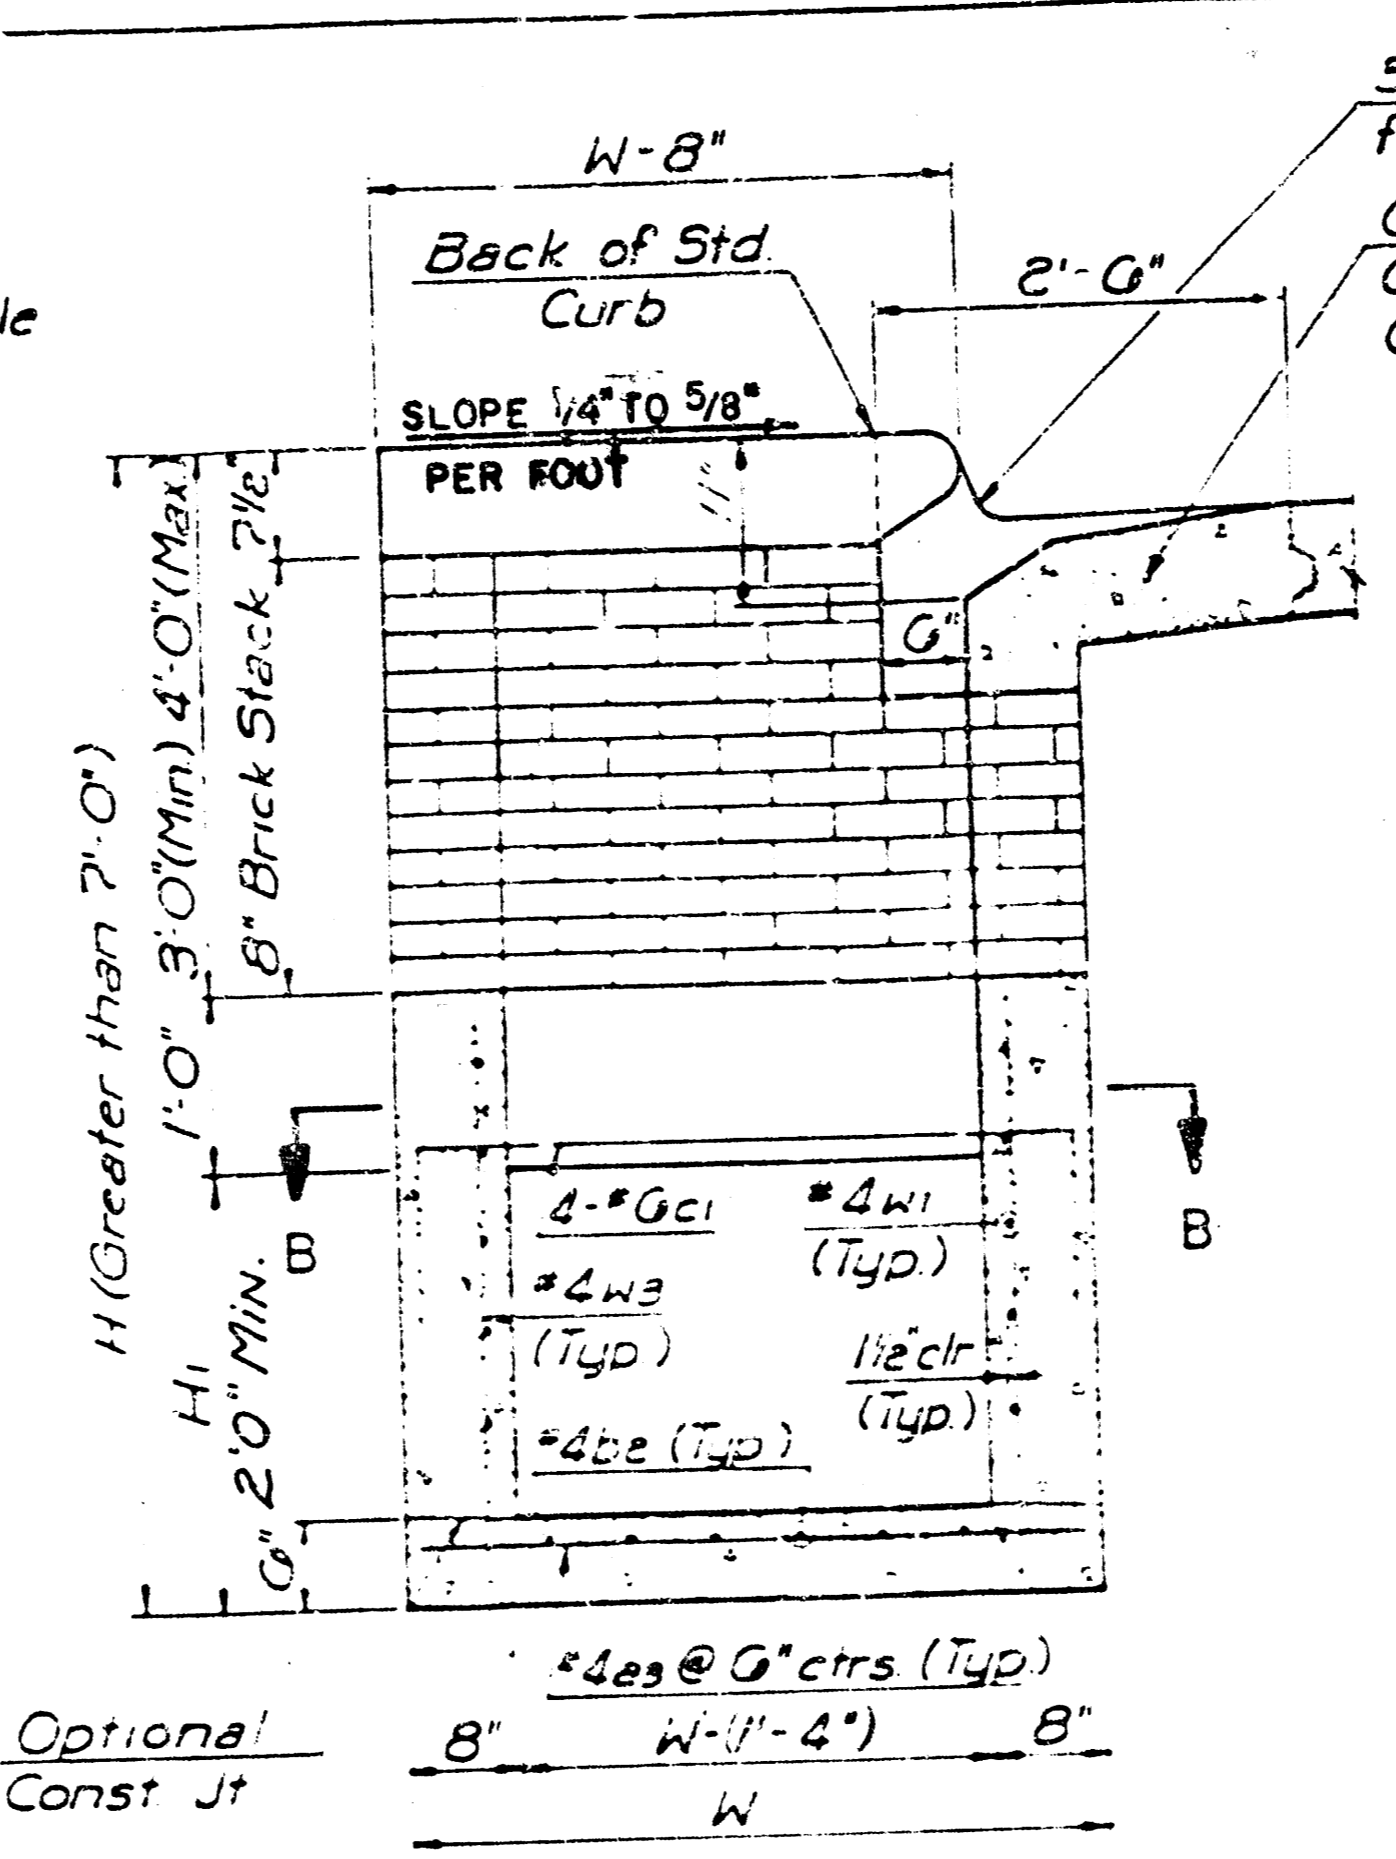 W-8"
Back of Std.
Curb
2'-6"
SLOPE 1/4" TO 5/8"
PER FOOT
11"
6"
7 1/2"
8" Brick Stack
3'-0"(Min) 4'-0"(Max)
1'-0"
H (Greater than 7'-0")
H1
2'0" MIN.
6"
B
B
4-#6c1
#4w1
(Typ.)
#4w3
(Typ.)
1 1/2" clr
(Typ.)
#4b2 (Typ.)
#4e3 @ 6" ctrs. (Typ.)
Optional
Const. Jt
8"
W-(1'-4")
8"
W